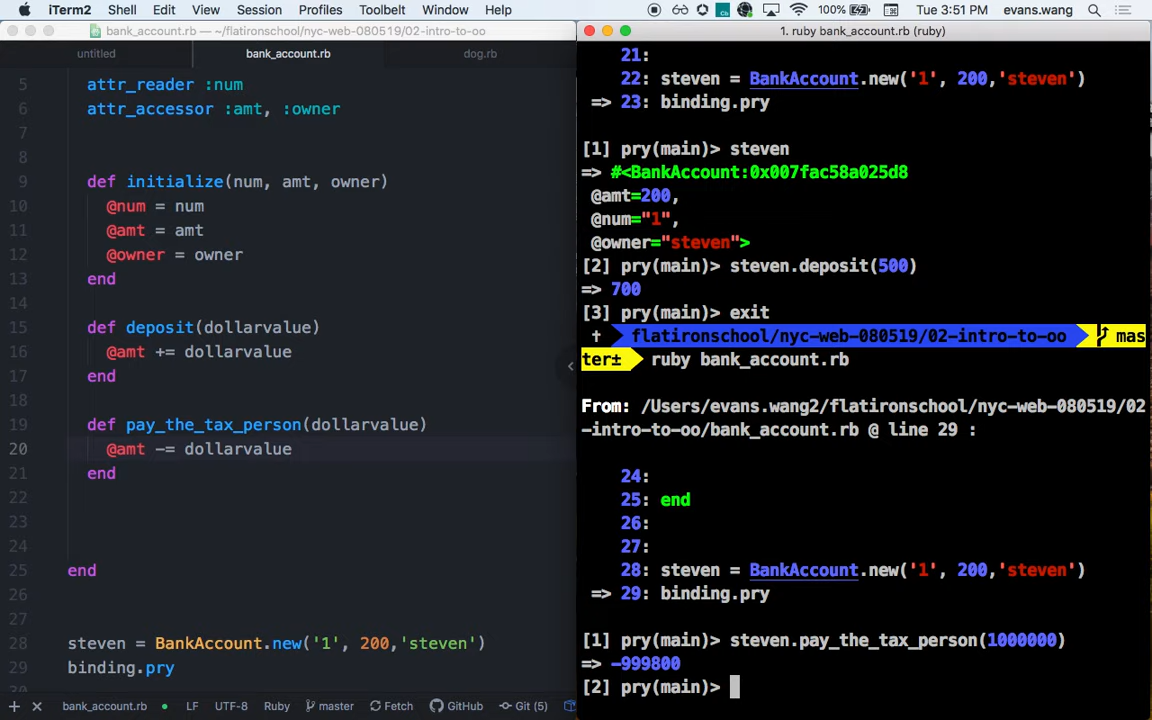 iTerm2 Shell Edit View Session Profiles Toolbelt Window Help 100% Tue 3:51 PM evans.wang
bank_account.rb — ~/flatironschool/nyc-web-080519/02-intro-to-oo
untitled bank_account.rb dog.rb
5 attr_reader :num
6 attr_accessor :amt, :owner
7
8
9 def initialize(num, amt, owner)
10 @num = num
11 @amt = amt
12 @owner = owner
13 end
14
15 def deposit(dollarvalue)
16 @amt += dollarvalue
17 end
18
19 def pay_the_tax_person(dollarvalue)
20 @amt -= dollarvalue
21 end
22
23
24
25 end
26
27
28 steven = BankAccount.new('1', 200,'steven')
29 binding.pry
30
+ × bank_account.rb LF UTF-8 Ruby master Fetch GitHub Git (5)
1. ruby bank_account.rb (ruby)
21:
22: steven = BankAccount.new('1', 200,'steven')
=> 23: binding.pry
[1] pry(main)> steven
=> #<BankAccount:0x007fac58a025d8
@amt=200,
@num="1",
@owner="steven">
[2] pry(main)> steven.deposit(500)
=> 700
[3] pry(main)> exit
† flatironschool/nyc-web-080519/02-intro-to-oo mas
ter± ruby bank_account.rb
From: /Users/evans.wang2/flatironschool/nyc-web-080519/02
-intro-to-oo/bank_account.rb @ line 29 :
24:
25: end
26:
27:
28: steven = BankAccount.new('1', 200,'steven')
=> 29: binding.pry
[1] pry(main)> steven.pay_the_tax_person(1000000)
=> -999800
[2] pry(main)>